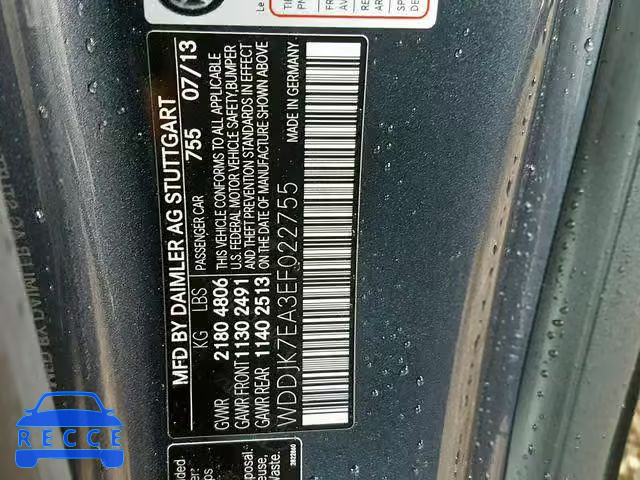 MFD BY DAIMLER AG STUTTGART
755 07/13
KG LBS PASSENGER CAR
GVWR 2180 4806
GAWR FRONT 1130 2491
GAWR REAR 1140 2513
THIS VEHICLE CONFORMS TO ALL APPLICABLE
U.S. FEDERAL MOTOR VEHICLE SAFETY, BUMPER
AND THEFT PREVENTION STANDARDS IN EFFECT
ON THE DATE OF MANUFACTURE SHOWN ABOVE
WDDJK7EA3EF022755
MADE IN GERMANY
RECCE